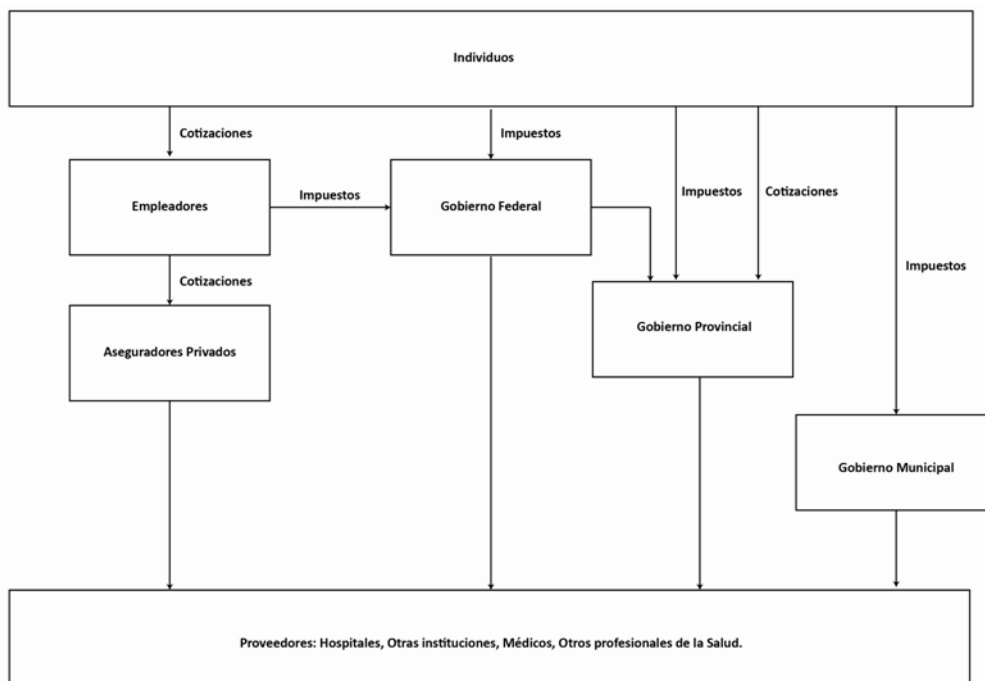 Individuos
Cotizaciones
Impuestos
Empleadores
Impuestos
Gobierno Federal
Impuestos
Cotizaciones
Impuestos
Cotizaciones
Aseguradores Privados
Gobierno Provincial
Gobierno Municipal
Proveedores: Hospitales, Otras instituciones, Médicos, Otros profesionales de la Salud.